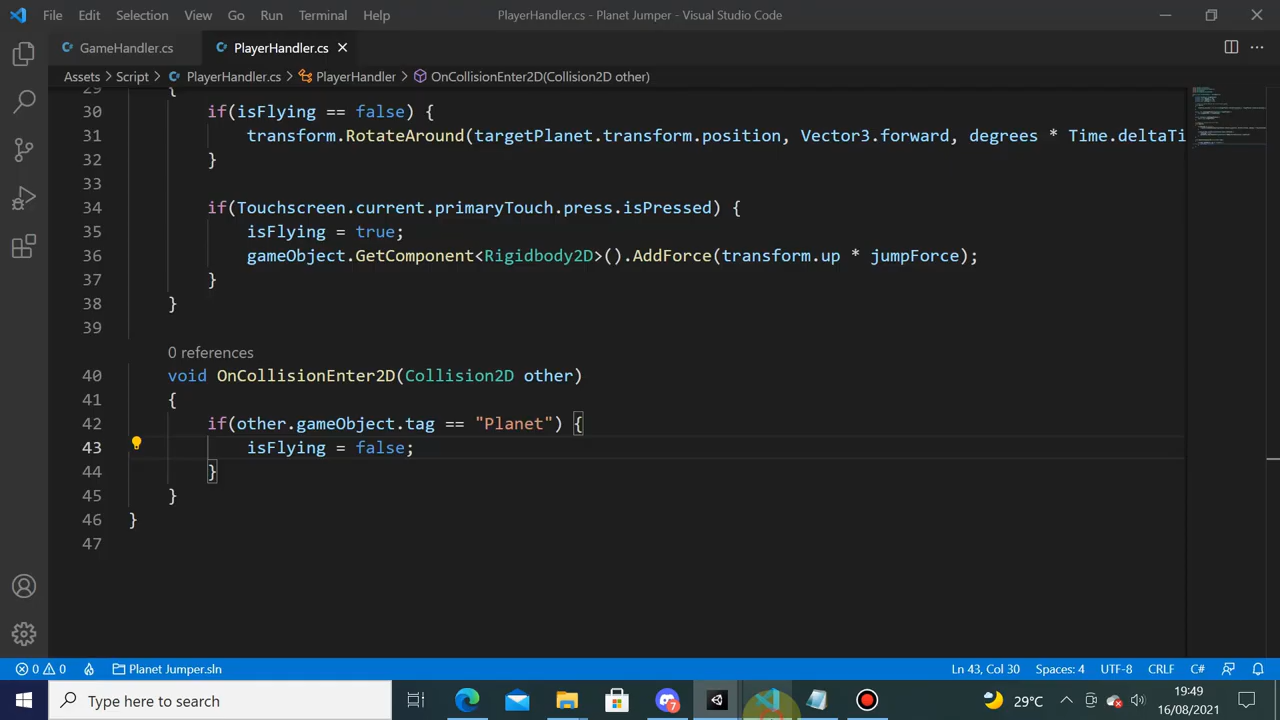 File Edit Selection View Go Run Terminal Help PlayerHandler.cs - Planet Jumper - Visual Studio Code
GameHandler.cs PlayerHandler.cs
Assets > Script > PlayerHandler.cs > PlayerHandler > OnCollisionEnter2D(Collision2D other)
29 {
30 if(isFlying == false) {
31 transform.RotateAround(targetPlanet.transform.position, Vector3.forward, degrees * Time.deltaTi
32 }
33
34 if(Touchscreen.current.primaryTouch.press.isPressed) {
35 isFlying = true;
36 gameObject.GetComponent<Rigidbody2D>().AddForce(transform.up * jumpForce);
37 }
38 }
39
0 references
40 void OnCollisionEnter2D(Collision2D other)
41 {
42 if(other.gameObject.tag == "Planet") {
43 isFlying = false;
44 }
45 }
46 }
47
0 0 Planet Jumper.sln Ln 43, Col 30 Spaces: 4 UTF-8 CRLF C#
Type here to search 7 29°C 19:49
16/08/2021